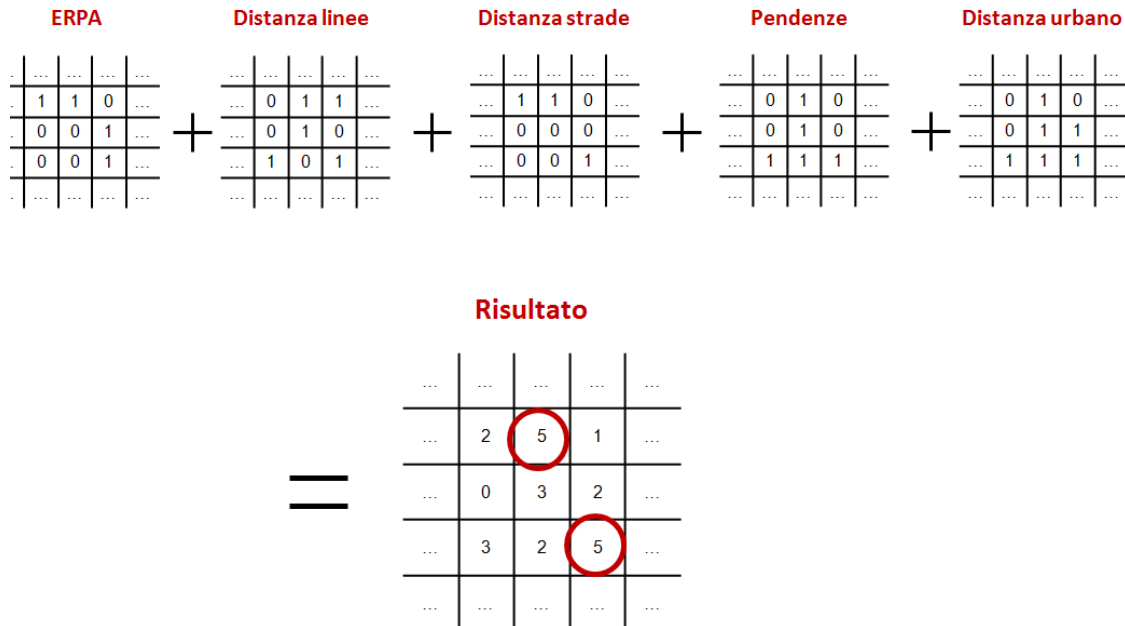 ERPA Distanza linee Distanza strade Pendenze Distanza urbano
. ... ... ... ... ... ... ... ... ... ... ... ... ... ... ... ... ... ... ... ... ... ... ... ...
. 1 1 0 ... ... 0 1 1 ... ... 1 1 0 ... ... 0 1 0 ... ... 0 1 0 ...
. 0 0 1 ... + ... 0 1 0 ... + ... 0 0 0 ... + ... 0 1 0 ... + ... 0 1 1 ...
. 0 0 1 ... ... 1 0 1 ... ... 0 0 1 ... ... 1 1 1 ... ... 1 1 1 ...
. ... ... ... ... ... ... ... ... ... ... ... ... ... ... ... ... ... ... ... ... ... ... ... ...
Risultato
... ... ... ... ...
... 2 5 1 ...
= ... 0 3 2 ...
... 3 2 5 ...
... ... ... ... ...